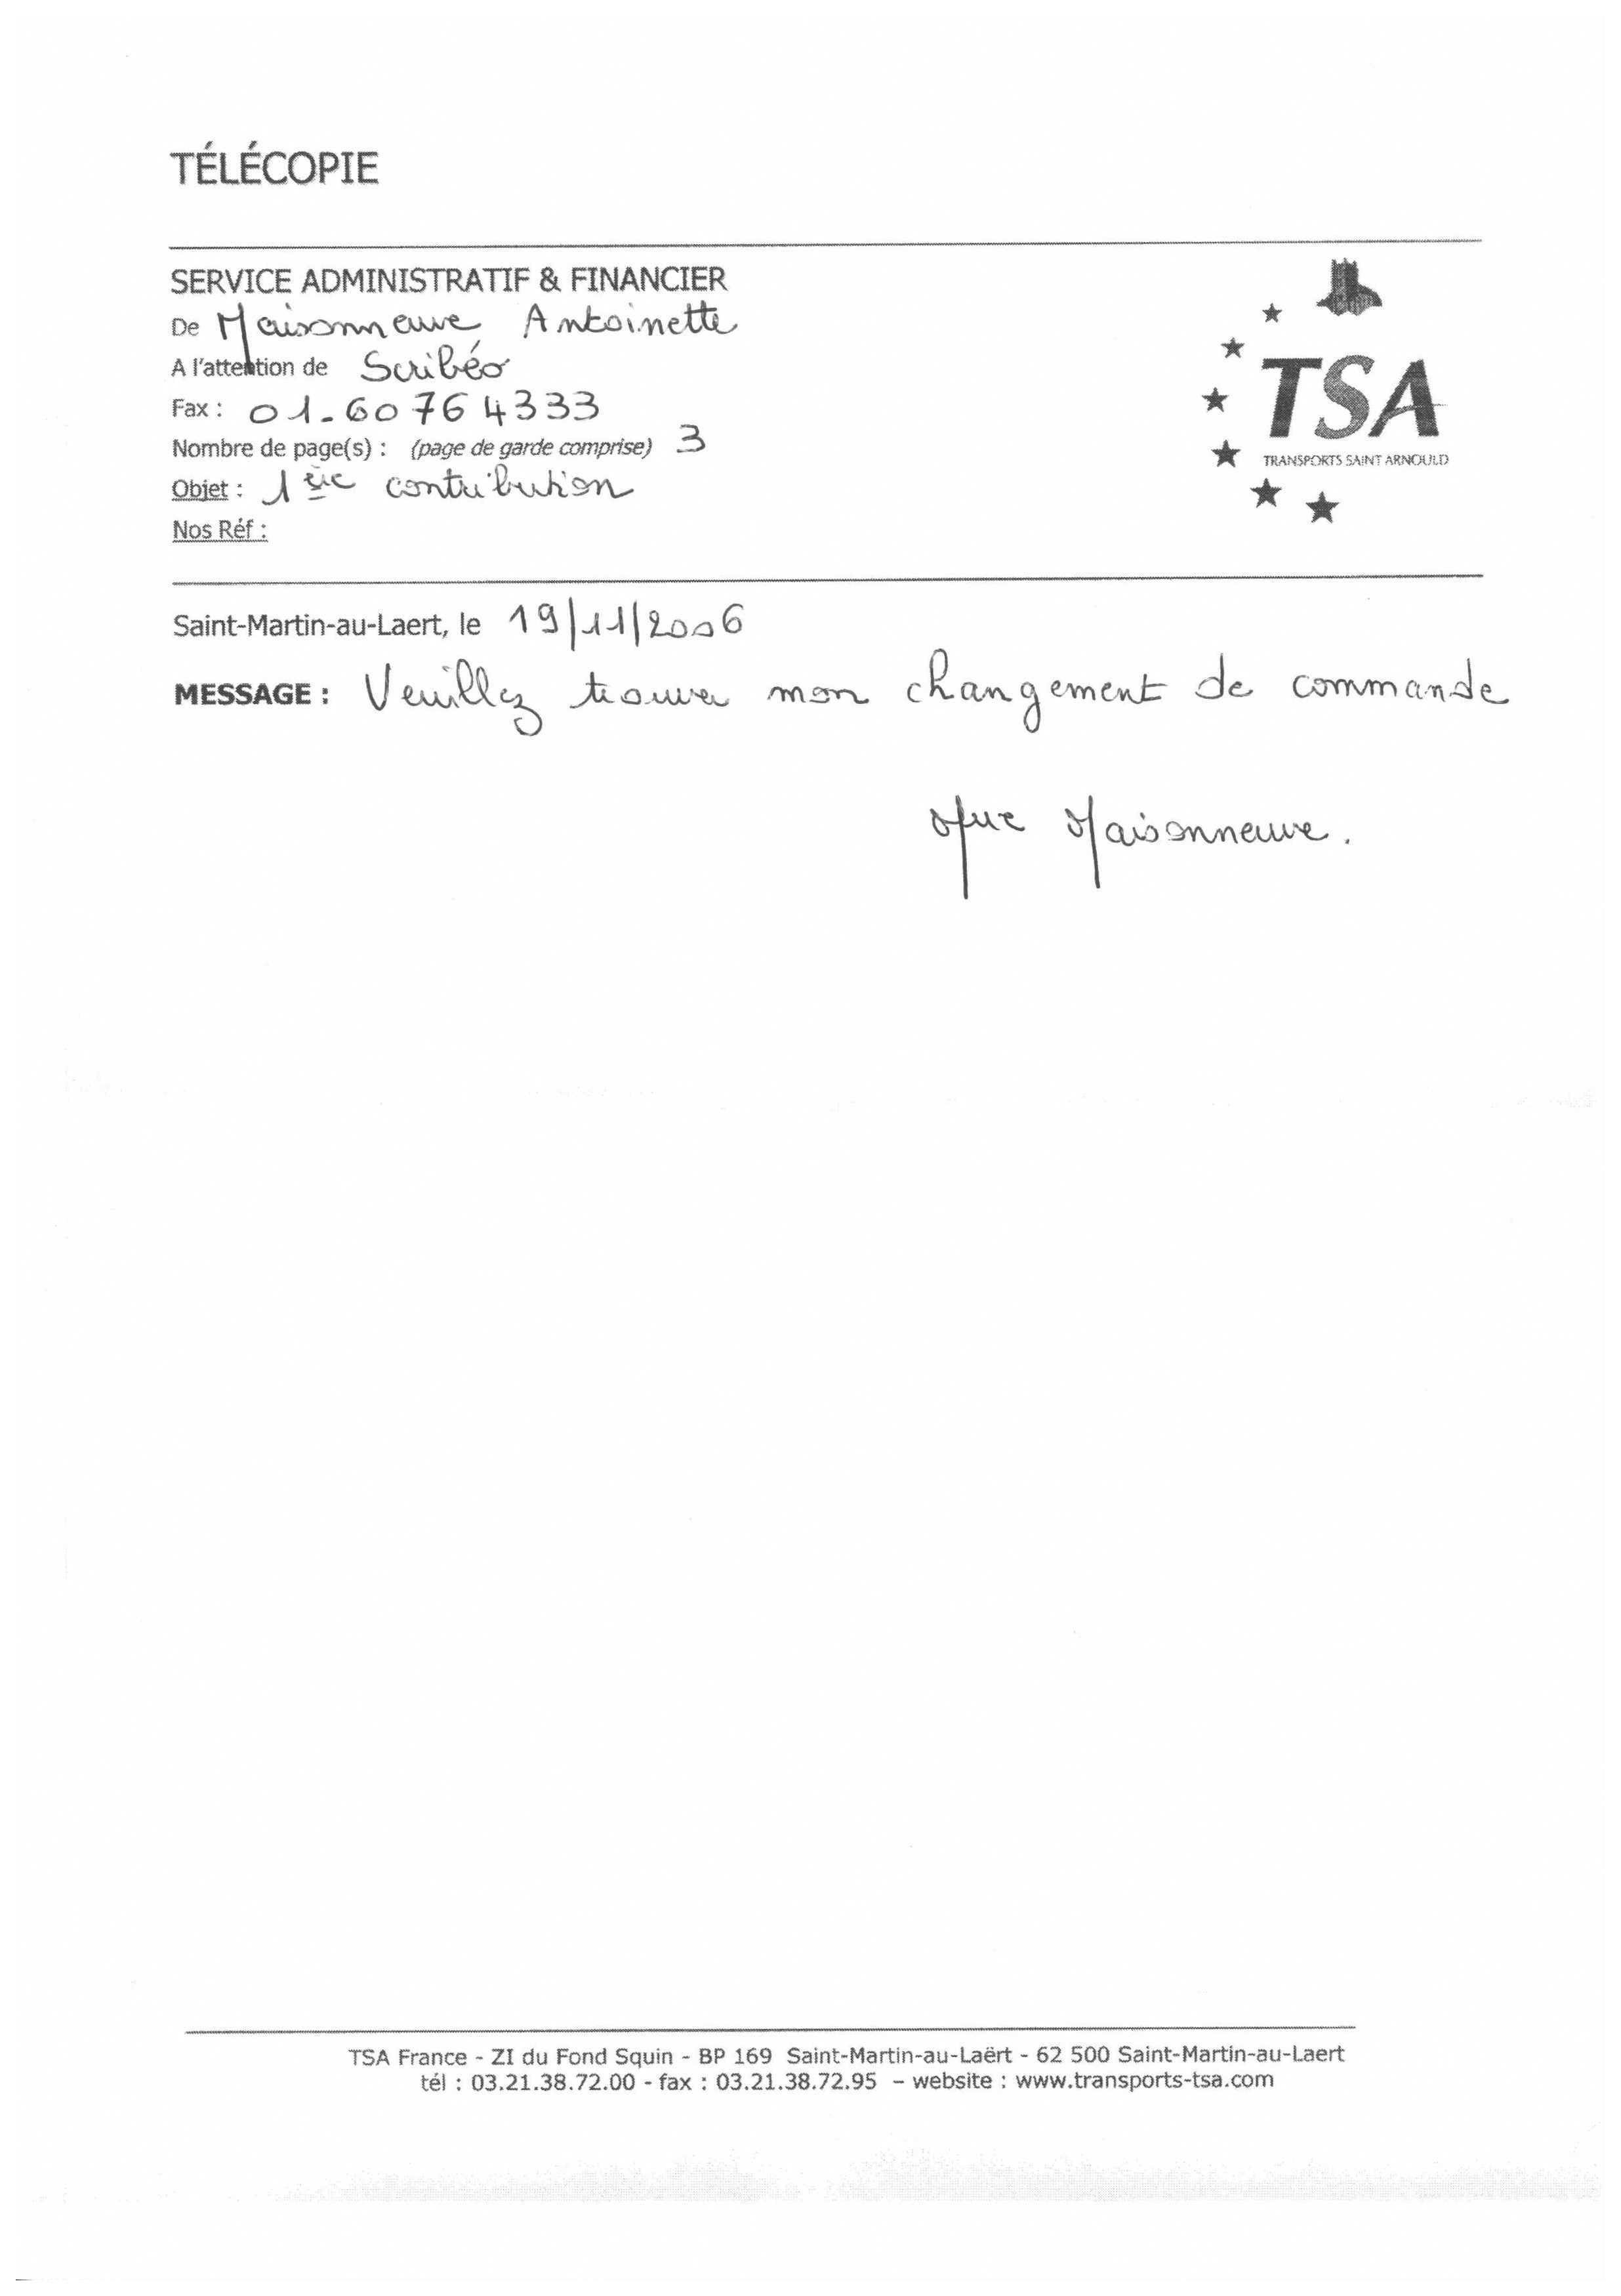 TÉLÉCOPIE
SERVICE ADMINISTRATIF & FINANCIER
De Maisonneuve Antoinette
A l'attention de Scribéo
Fax : 01.60 76 4333
Nombre de page(s) : (page de garde comprise) 3
Objet : 1ère contribution
Nos Réf :
TSA
TRANSPORTS SAINT ARNOULD
Saint-Martin-au-Laert, le 19/11/2006
MESSAGE : Veuillez trouver mon changement de commande
Mme Maisonneuve.
TSA France - ZI du Fond Squin - BP 169 Saint-Martin-au-Laërt - 62 500 Saint-Martin-au-Laert
tél : 03.21.38.72.00 - fax : 03.21.38.72.95 – website : www.transports-tsa.com